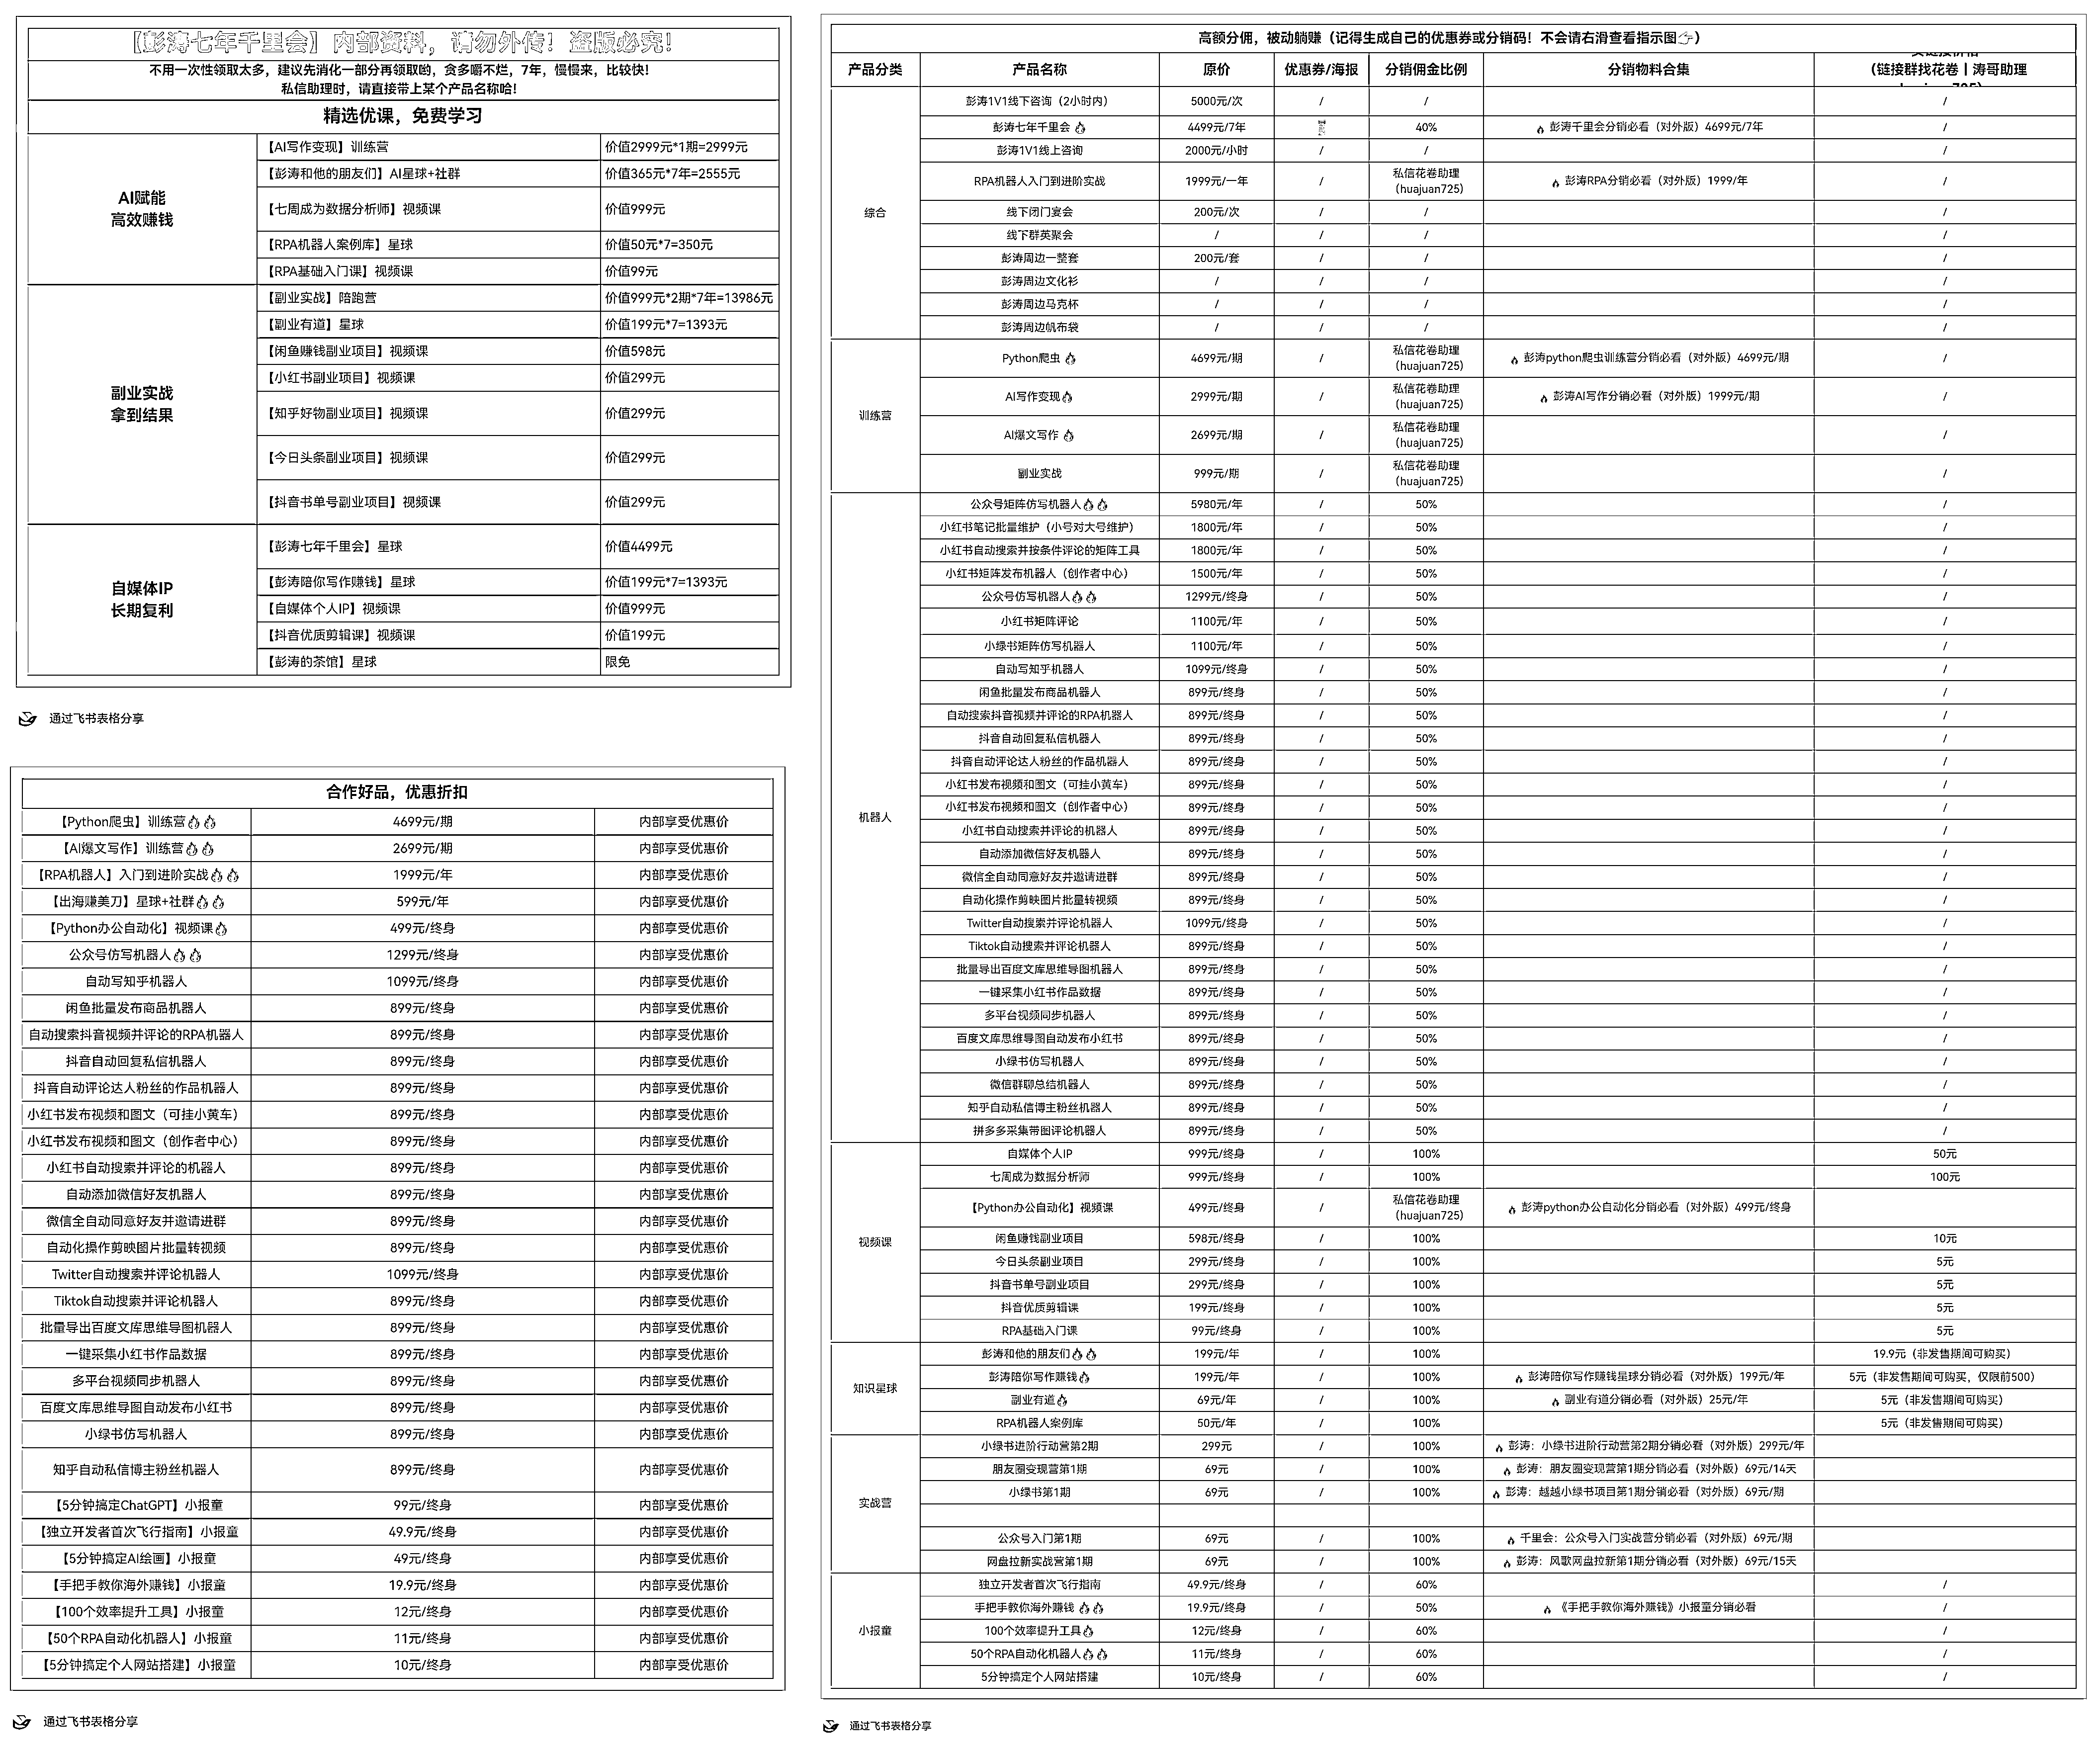 【彭涛七年千里会】内部资料，请勿外传！盗版必究！
不用一次性领取太多，建议先消化一部分再领取哟，贪多嚼不烂，7年，慢慢来，比较快！
私信助理时，请直接带上某个产品名称哈！
精选优课，免费学习
AI赋能
高效赚钱
【AI写作变现】训练营 价值2999元*1期=2999元
【彭涛和他的朋友们】AI星球+社群 价值365元*7年=2555元
【七周成为数据分析师】视频课 价值999元
【RPA机器人案例库】星球 价值50元*7=350元
【RPA基础入门课】视频课 价值99元
副业实战
拿到结果
【副业实战】陪跑营 价值999元*2期*7年=13986元
【副业有道】星球 价值199元*7=1393元
【闲鱼赚钱副业项目】视频课 价值598元
【小红书副业项目】视频课 价值299元
【知乎好物副业项目】视频课 价值299元
【今日头条副业项目】视频课 价值299元
【抖音书单号副业项目】视频课 价值299元
自媒体IP
长期复利
【彭涛七年千里会】星球 价值4499元
【彭涛陪你写作赚钱】星球 价值199元*7=1393元
【自媒体个人IP】视频课 价值999元
【抖音优质剪辑课】视频课 价值199元
【彭涛的茶馆】星球 限免
通过飞书表格分享
合作好品，优惠折扣
【Python爬虫】训练营🔥🔥 4699元/期 内部享受优惠价
【AI爆文写作】训练营🔥🔥 2699元/期 内部享受优惠价
【RPA机器人】入门到进阶实战🔥🔥 1999元/年 内部享受优惠价
【出海赚美刀】星球+社群🔥🔥 599元/年 内部享受优惠价
【Python办公自动化】视频课🔥 499元/终身 内部享受优惠价
公众号仿写机器人🔥🔥 1299元/终身 内部享受优惠价
自动写知乎机器人 1099元/终身 内部享受优惠价
闲鱼批量发布商品机器人 899元/终身 内部享受优惠价
自动搜索抖音视频并评论的RPA机器人 899元/终身 内部享受优惠价
抖音自动回复私信机器人 899元/终身 内部享受优惠价
抖音自动评论达人粉丝的作品机器人 899元/终身 内部享受优惠价
小红书发布视频和图文（可挂小黄车） 899元/终身 内部享受优惠价
小红书发布视频和图文（创作者中心） 899元/终身 内部享受优惠价
小红书自动搜索并评论的机器人 899元/终身 内部享受优惠价
自动添加微信好友机器人 899元/终身 内部享受优惠价
微信全自动同意好友并邀请进群 899元/终身 内部享受优惠价
自动化操作剪映图片批量转视频 899元/终身 内部享受优惠价
Twitter自动搜索并评论机器人 1099元/终身 内部享受优惠价
Tiktok自动搜索并评论机器人 899元/终身 内部享受优惠价
批量导出百度文库思维导图机器人 899元/终身 内部享受优惠价
一键采集小红书作品数据 899元/终身 内部享受优惠价
多平台视频同步机器人 899元/终身 内部享受优惠价
百度文库思维导图自动发布小红书 899元/终身 内部享受优惠价
小绿书仿写机器人 899元/终身 内部享受优惠价
知乎自动私信博主粉丝机器人 899元/终身 内部享受优惠价
【5分钟搞定ChatGPT】小报童 99元/终身 内部享受优惠价
【独立开发者首次飞行指南】小报童 49.9元/终身 内部享受优惠价
【5分钟搞定AI绘画】小报童 49元/终身 内部享受优惠价
【手把手教你海外赚钱】小报童 19.9元/终身 内部享受优惠价
【100个效率提升工具】小报童 12元/终身 内部享受优惠价
【50个RPA自动化机器人】小报童 11元/终身 内部享受优惠价
【5分钟搞定个人网站搭建】小报童 10元/终身 内部享受优惠价
通过飞书表格分享
高额分佣，被动躺赚（记得生成自己的优惠券或分销码！不会请右滑查看指示图👉）
产品分类 产品名称 原价 优惠券/海报 分销佣金比例 分销物料合集 （链接群找花卷丨涛哥助理
综合
彭涛1V1线下咨询（2小时内） 5000元/次 / / /
彭涛七年千里会🔥 4499元/7年 40% 🔥 彭涛千里会分销必看（对外版）4699元/7年 /
彭涛1V1线上咨询 2000元/小时 / / /
RPA机器人入门到进阶实战 1999元/一年 / 私信花卷助理（huajuan725） 🔥 彭涛RPA分销必看（对外版）1999/年 /
线下闭门宴会 200元/次 / / /
线下群英聚会 / / / /
彭涛周边一整套 200元/套 / / /
彭涛周边文化衫 / / / /
彭涛周边马克杯 / / / /
彭涛周边帆布袋 / / / /
训练营
Python爬虫🔥 4699元/期 / 私信花卷助理（huajuan725） 🔥 彭涛python爬虫训练营分销必看（对外版）4699元/期 /
AI写作变现🔥 2999元/期 / 私信花卷助理（huajuan725） 🔥 彭涛AI写作分销必看（对外版）1999元/期 /
AI爆文写作🔥 2699元/期 / 私信花卷助理（huajuan725） /
副业实战 999元/期 / 私信花卷助理（huajuan725） /
机器人
公众号矩阵仿写机器人🔥🔥 5980元/年 / 50% /
小红书笔记批量维护（小号对大号维护） 1800元/年 / 50% /
小红书自动搜索并按条件评论的矩阵工具 1800元/年 / 50% /
小红书矩阵发布机器人（创作者中心） 1500元/年 / 50% /
公众号仿写机器人🔥🔥 1299元/终身 / 50% /
小红书矩阵评论 1100元/年 / 50% /
小绿书矩阵仿写机器人 1100元/年 / 50% /
自动写知乎机器人 1099元/终身 / 50% /
闲鱼批量发布商品机器人 899元/终身 / 50% /
自动搜索抖音视频并评论的RPA机器人 899元/终身 / 50% /
抖音自动回复私信机器人 899元/终身 / 50% /
抖音自动评论达人粉丝的作品机器人 899元/终身 / 50% /
小红书发布视频和图文（可挂小黄车） 899元/终身 / 50% /
小红书发布视频和图文（创作者中心） 899元/终身 / 50% /
小红书自动搜索并评论的机器人 899元/终身 / 50% /
自动添加微信好友机器人 899元/终身 / 50% /
微信全自动同意好友并邀请进群 899元/终身 / 50% /
自动化操作剪映图片批量转视频 899元/终身 / 50% /
Twitter自动搜索并评论机器人 1099元/终身 / 50% /
Tiktok自动搜索并评论机器人 899元/终身 / 50% /
批量导出百度文库思维导图机器人 899元/终身 / 50% /
一键采集小红书作品数据 899元/终身 / 50% /
多平台视频同步机器人 899元/终身 / 50% /
百度文库思维导图自动发布小红书 899元/终身 / 50% /
小绿书仿写机器人 899元/终身 / 50% /
微信群聊总结机器人 899元/终身 / 50% /
知乎自动私信博主粉丝机器人 899元/终身 / 50% /
拼多多采集带图评论机器人 899元/终身 / 50% /
视频课
自媒体个人IP 999元/终身 / 100% 50元
七周成为数据分析师 999元/终身 / 100% 100元
【Python办公自动化】视频课 499元/终身 / 私信花卷助理（huajuan725） 🔥 彭涛python办公自动化分销必看（对外版）499元/终身
闲鱼赚钱副业项目 598元/终身 / 100% 10元
今日头条副业项目 299元/终身 / 100% 5元
抖音书单号副业项目 299元/终身 / 100% 5元
抖音优质剪辑课 199元/终身 / 100% 5元
RPA基础入门课 99元/终身 / 100% 5元
知识星球
彭涛和他的朋友们🔥🔥 199元/年 / 100% 19.9元（非发售期间可购买）
彭涛陪你写作赚钱🔥 199元/年 / 100% 🔥 彭涛陪你写作赚钱星球分销必看（对外版）199元/年 5元（非发售期间可购买，仅限前500）
副业有道🔥 69元/年 / 100% 🔥 副业有道分销必看（对外版）25元/年 5元（非发售期间可购买）
RPA机器人案例库 50元/年 / 100% 5元（非发售期间可购买）
实战营
小绿书进阶行动营第2期 299元 / 100% 🔥 彭涛：小绿书进阶行动营第2期分销必看（对外版）299元/年
朋友圈变现营第1期 69元 / 100% 🔥 彭涛：朋友圈变现营第1期分销必看（对外版）69元/14天
小绿书第1期 69元 / 100% 🔥 彭涛：越越小绿书项目第1期分销必看（对外版）69元/期
公众号入门第1期 69元 / 100% 🔥 千里会：公众号入门实战营分销必看（对外版）69元/期
网盘拉新实战营第1期 69元 / 100% 🔥 彭涛：风歌网盘拉新第1期分销必看（对外版）69元/15天
小报童
独立开发者首次飞行指南 49.9元/终身 / 60% /
手把手教你海外赚钱🔥🔥 19.9元/终身 / 50% 🔥 《手把手教你海外赚钱》小报童分销必看 /
100个效率提升工具🔥 12元/终身 / 60% /
50个RPA自动化机器人🔥🔥 11元/终身 / 60% /
5分钟搞定个人网站搭建 10元/终身 / 60% /
通过飞书表格分享